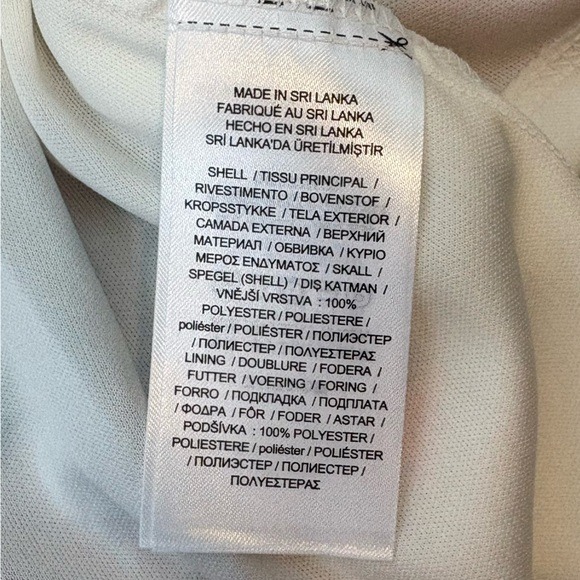 MADE IN SRI LANKA
FABRIQUÉ AU SRI LANKA
HECHO EN SRI LANKA
SRİ LANKA'DA ÜRETİLMİŞTİR
SHELL / TISSU PRINCIPAL /
RIVESTIMENTO / BOVENSTOF /
KROPSSTYKKE / TELA EXTERIOR /
CAMADA EXTERNA / ВЕРХНИЙ
МАТЕРИАЛ / ОБВИВКА / ΚΥΡΙΟ
ΜΕΡΟΣ ΕΝΔΥΜΑΤΟΣ / SKALL /
SPEGEL (SHELL) / DIŞ KATMAN /
VNĚJŠÍ VRSTVA : 100%
POLYESTER / POLIESTERE /
poliéster / POLIÉSTER / ПОЛИЭСТЕР
/ ПОЛИЕСТЕР / ΠΟΛΥΕΣΤΕΡΑΣ
LINING / DOUBLURE / FODERA /
FUTTER / VOERING / FORING /
FORRO / ПОДКЛАДКА / ПОДПЛАТА
/ ΦΟΔΡΑ / FÔR / FODER / ASTAR /
PODŠÍVKA : 100% POLYESTER /
POLIESTERE / poliéster / POLIÉSTER
/ ПОЛИЭСТЕР / ПОЛИЕСТЕР /
ΠΟΛΥΕΣΤΕΡΑΣ